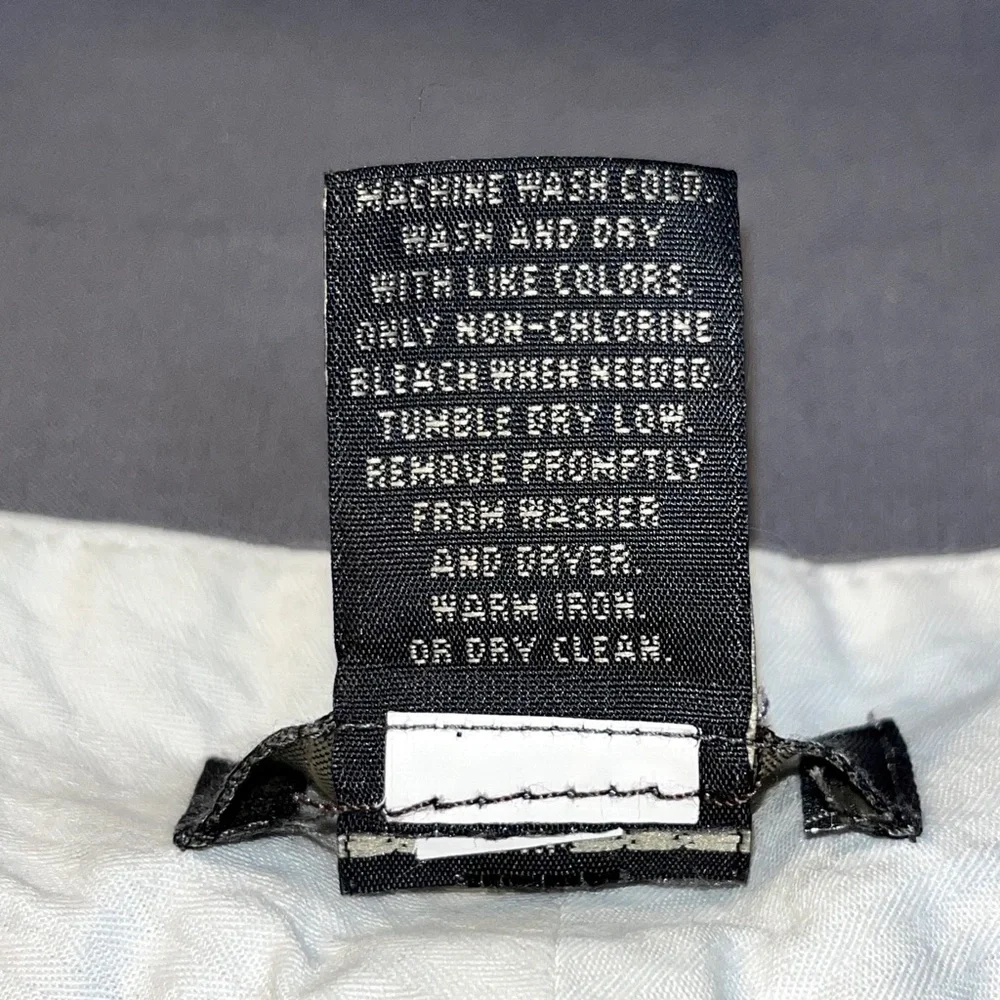 MACHINE WASH COLD.
WASH AND DRY
WITH LIKE COLORS.
ONLY NON-CHLORINE
BLEACH WHEN NEEDED.
TUMBLE DRY LOW.
REMOVE PROMPTLY
FROM WASHER
AND DRYER.
WARM IRON.
OR DRY CLEAN.